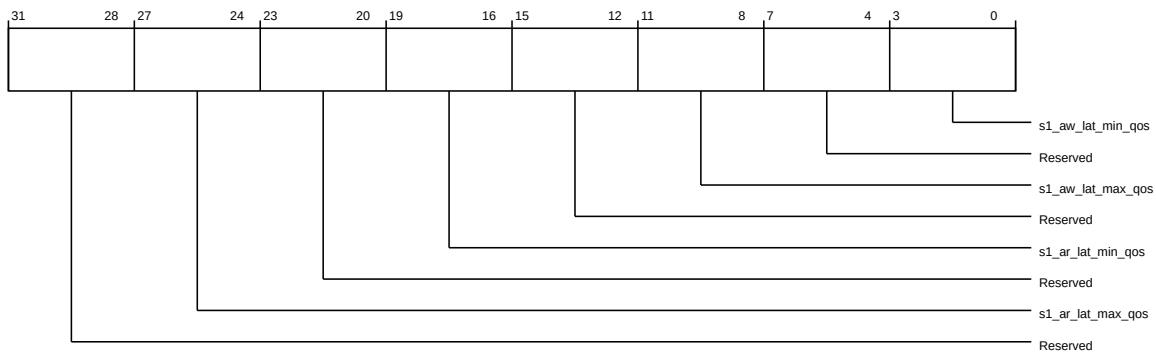 31 28 27 24 23 20 19 16 15 12 11 8 7 4 3 0
s1_aw_lat_min_qos
Reserved
s1_aw_lat_max_qos
Reserved
s1_ar_lat_min_qos
Reserved
s1_ar_lat_max_qos
Reserved